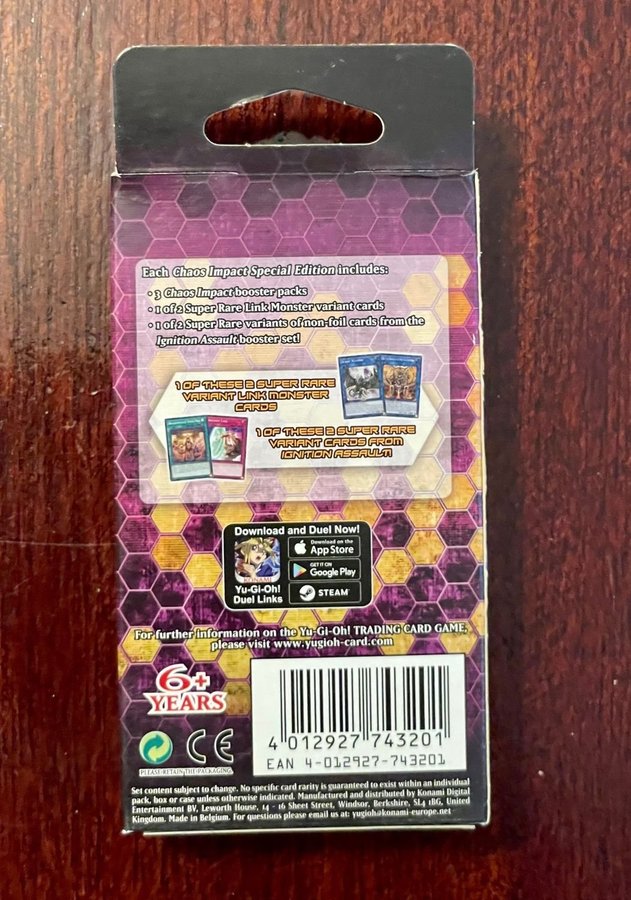 Each Chaos Impact Special Edition includes:
• 3 Chaos Impact booster packs
• 1 of 2 Super Rare Link Monster variant cards
• 1 of 2 Super Rare variants of non-foil cards from the
Ignition Assault booster set!
1 OF THESE 2 SUPER RARE
VARIANT LINK MONSTER
CARDS
1 OF THESE 2 SUPER RARE
VARIANT CARDS FROM
IGNITION ASSAULT!
Download and Duel Now!
KONAMI
Yu-Gi-Oh!
Duel Links
Download on the
App Store
GET IT ON
Google Play
STEAM™
For further information on the Yu-Gi-Oh! TRADING CARD GAME,
please visit www.yugioh-card.com
6+
YEARS
CE
PLEASE RETAIN THE PACKAGING
4 012927 743201
EAN 4-012927-743201
Set content subject to change. No specific card rarity is guaranteed to exist within an individual
pack, box or case unless otherwise indicated. Manufactured and distributed by Konami Digital
Entertainment BV, Leworth House, 14 - 16 Sheet Street, Windsor, Berkshire, SL4 1BG, United
Kingdom. Made in Belgium. For questions please email us at: yugioh@konami-europe.net